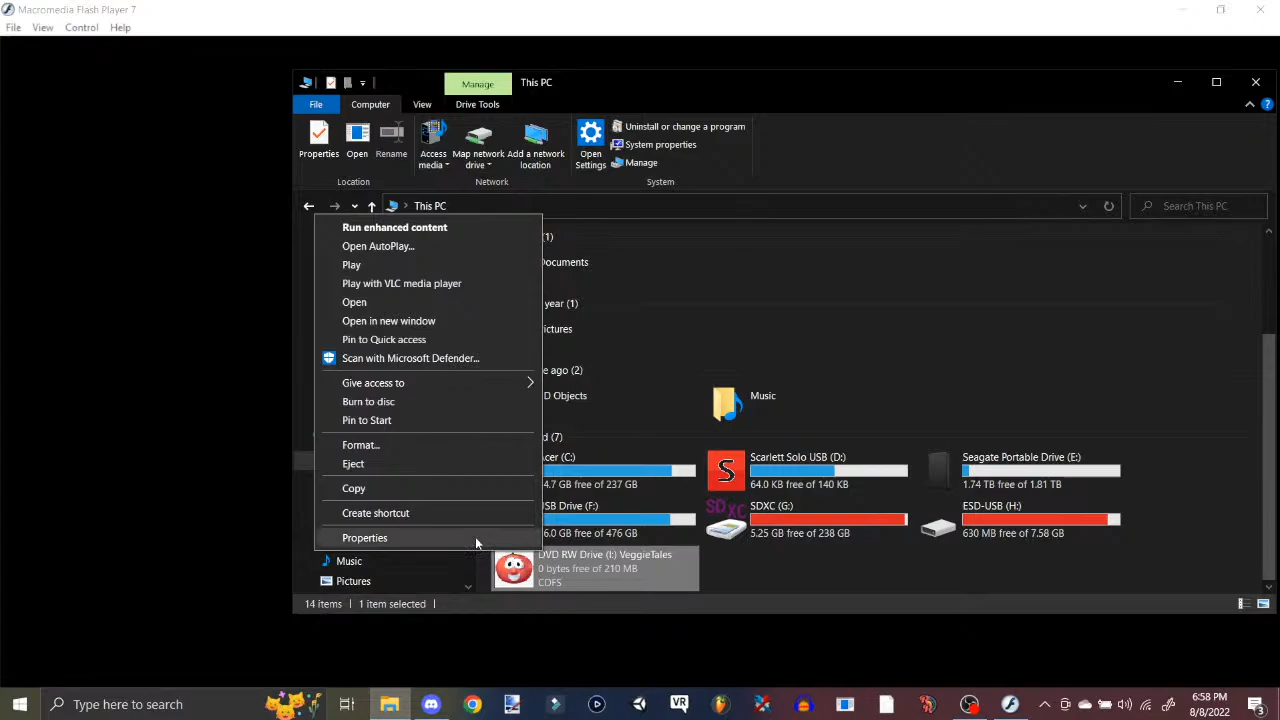 Macromedia Flash Player 7
File View Control Help
Manage This PC
File Computer View Drive Tools
Properties Open Rename Access media Map network drive Add a network location Open Settings
Uninstall or change a program
System properties
Manage
Location Network System
This PC Search This PC
Run enhanced content
Open AutoPlay...
Play
Play with VLC media player
Open
Open in new window
Pin to Quick access
Scan with Microsoft Defender...
Give access to
Burn to disc
Pin to Start
Format...
Eject
Copy
Create shortcut
Properties
(1)
Documents
year (1)
ictures
e ago (2)
D Objects Music
d (7)
cer (C:) Scarlett Solo USB (D:) Seagate Portable Drive (E:)
4.7 GB free of 237 GB 64.0 KB free of 140 KB 1.74 TB free of 1.81 TB
SB Drive (F:) SDXC SDXC (G:) ESD-USB (H:)
6.0 GB free of 476 GB 5.25 GB free of 238 GB 630 MB free of 7.58 GB
DVD RW Drive (I:) VeggieTales
0 bytes free of 210 MB
CDFS
Music
Pictures
14 items 1 item selected
Type here to search
VR
6:58 PM
8/8/2022
3